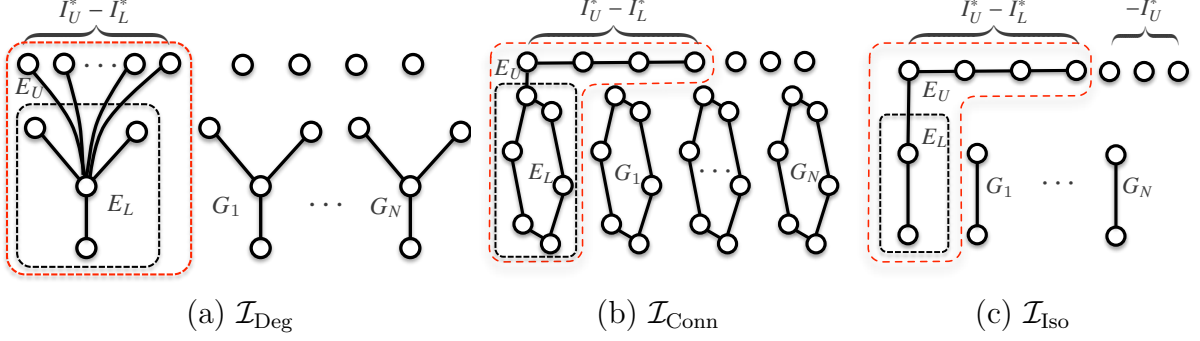 I*_U − I*_L
I*_U − I*_L
I*_U − I*_L
−I*_U
E_U
E_U
E_U
· · ·
E_L
E_L
E_L
G_1
· · ·
G_N
G_1
· · ·
G_N
G_1
· · ·
G_N
(a) 𝓘_Deg
(b) 𝓘_Conn
(c) 𝓘_Iso